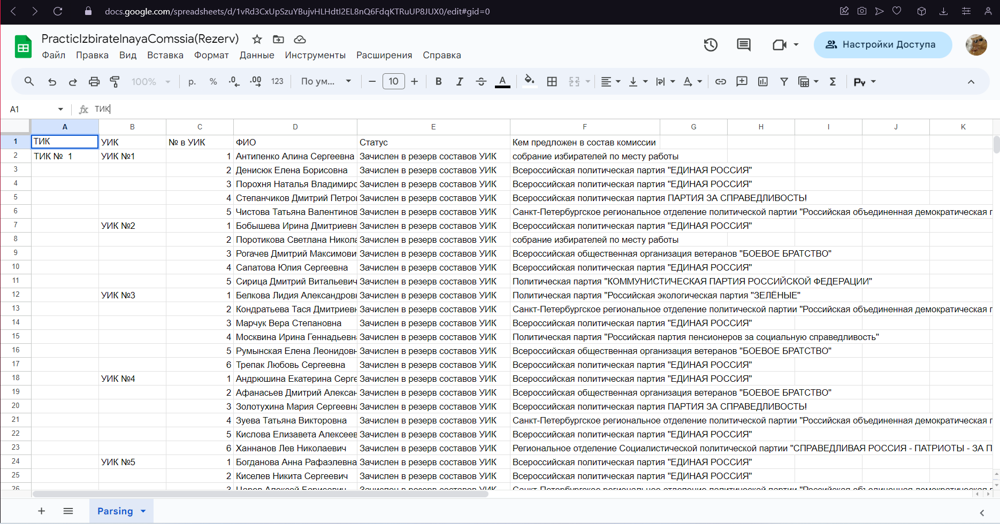 docs.google.com/spreadsheets/d/1vRd3CxUpSzuYBujvHLHdtI2EL8nQ6FdqKTRuUP8JUX0/edit#gid=0
PracticIzbiratelnayaComssia(Rezerv)
Файл Правка Вид Вставка Формат Данные Инструменты Расширения Справка
Настройки Доступа
100% р. % .0 .00 123 По ум... 10 B I A Σ Py
A1 fx ТИК
A B C D E F G H I J K
1 ТИК УИК № в УИК ФИО Статус Кем предложен в состав комиссии
2 ТИК № 1 УИК №1 1 Антипенко Алина Сергеевна Зачислен в резерв составов УИК собрание избирателей по месту работы
3 2 Денисюк Елена Борисовна Зачислен в резерв составов УИК Всероссийская политическая партия "ЕДИНАЯ РОССИЯ"
4 3 Порохня Наталья Владимирс Зачислен в резерв составов УИК Всероссийская политическая партия "ЕДИНАЯ РОССИЯ"
5 4 Степанчиков Дмитрий Петро Зачислен в резерв составов УИК Всероссийская политическая партия ПАРТИЯ ЗА СПРАВЕДЛИВОСТЬ!
6 5 Чистова Татьяна Валентинов Зачислен в резерв составов УИК Санкт-Петербургское региональное отделение политической партии "Российская объединенная демократическая п
7 УИК №2 1 Бобышева Ирина Дмитриевн Зачислен в резерв составов УИК Всероссийская политическая партия "ЕДИНАЯ РОССИЯ"
8 2 Поротикова Светлана Никола Зачислен в резерв составов УИК собрание избирателей по месту работы
9 3 Рогачев Дмитрий Максимови Зачислен в резерв составов УИК Всероссийская общественная организация ветеранов "БОЕВОЕ БРАТСТВО"
10 4 Сапатова Юлия Сергеевна Зачислен в резерв составов УИК Всероссийская политическая партия "ЕДИНАЯ РОССИЯ"
11 5 Сирица Дмитрий Витальевич Зачислен в резерв составов УИК Политическая партия "КОММУНИСТИЧЕСКАЯ ПАРТИЯ РОССИЙСКОЙ ФЕДЕРАЦИИ"
12 УИК №3 1 Белкова Лидия Александров Зачислен в резерв составов УИК Политическая партия "Российская экологическая партия "ЗЕЛЁНЫЕ"
13 2 Кондратьева Тася Дмитриевн Зачислен в резерв составов УИК Санкт-Петербургское региональное отделение политической партии "Российская объединенная демократическая п
14 3 Марчук Вера Степановна Зачислен в резерв составов УИК Всероссийская политическая партия "ЕДИНАЯ РОССИЯ"
15 4 Москвина Ирина Геннадьевн Зачислен в резерв составов УИК Политическая партия "Российская партия пенсионеров за социальную справедливость"
16 5 Румынская Елена Леонидовн Зачислен в резерв составов УИК Всероссийская общественная организация ветеранов "БОЕВОЕ БРАТСТВО"
17 6 Трепак Любовь Сергеевна Зачислен в резерв составов УИК Всероссийская политическая партия "ЕДИНАЯ РОССИЯ"
18 УИК №4 1 Андрюшина Екатерина Серге Зачислен в резерв составов УИК Всероссийская политическая партия "ЕДИНАЯ РОССИЯ"
19 2 Афанасьев Дмитрий Алексан Зачислен в резерв составов УИК Всероссийская общественная организация ветеранов "БОЕВОЕ БРАТСТВО"
20 3 Золотухина Мария Сергеевна Зачислен в резерв составов УИК Всероссийская политическая партия ПАРТИЯ ЗА СПРАВЕДЛИВОСТЬ!
21 4 Зуева Татьяна Викторовна Зачислен в резерв составов УИК Санкт-Петербургское региональное отделение политической партии "Российская объединенная демократическая п
22 5 Кислова Елизавета Алексеев Зачислен в резерв составов УИК Всероссийская политическая партия "ЕДИНАЯ РОССИЯ"
23 6 Ханнанов Лев Николаевич Зачислен в резерв составов УИК Региональное отделение Социалистической политической партии "СПРАВЕДЛИВАЯ РОССИЯ - ПАТРИОТЫ - ЗА П
24 УИК №5 1 Богданова Анна Рафаэлевна Зачислен в резерв составов УИК Всероссийская политическая партия "ЕДИНАЯ РОССИЯ"
25 2 Киселев Никита Сергеевич Зачислен в резерв составов УИК Всероссийская политическая партия "ЕДИНАЯ РОССИЯ"
26 3 Алексей Борисович Зачислен в резерв составов УИК Санкт-Петербургское региональное отделение политической партии "Российская объединенная демократическая п
Parsing